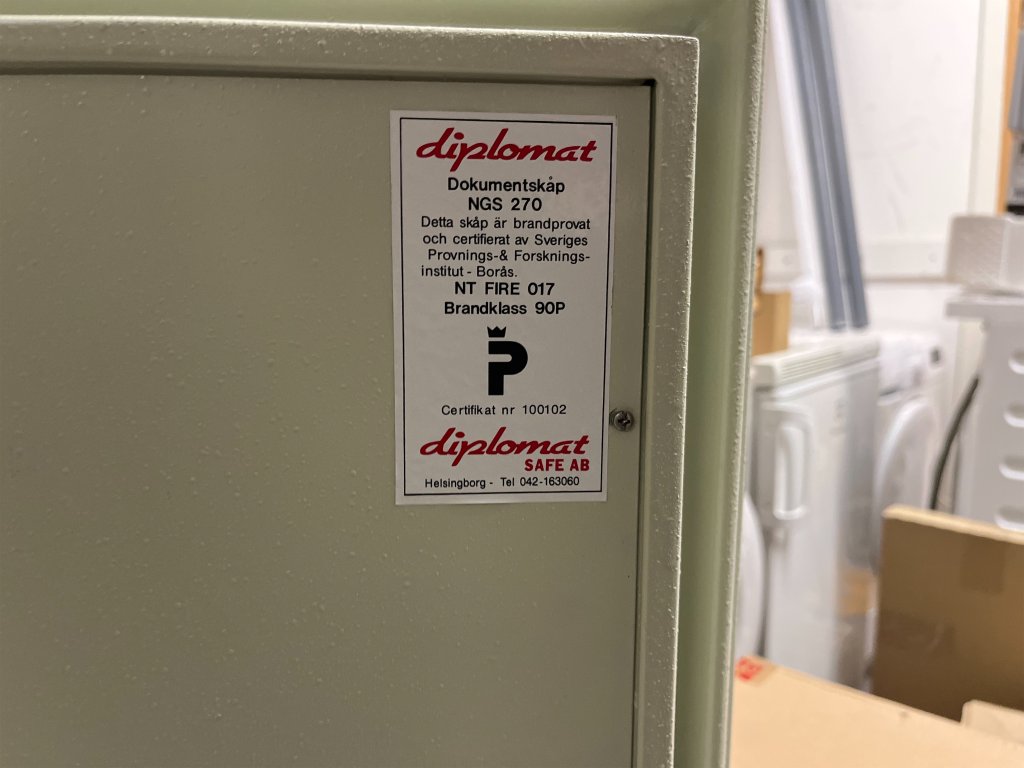 diplomat
Dokumentskåp
NGS 270
Detta skåp är brandprovat
och certifierat av Sveriges
Provnings-& Forsknings-
institut - Borås.
NT FIRE 017
Brandklass 90P
P
Certifikat nr 100102
diplomat
SAFE AB
Helsingborg - Tel 042-163060